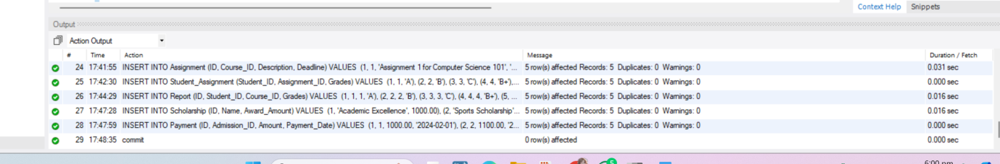 Context Help Snippets
Output
Action Output
# Time Action Message Duration / Fetch
24 17:41:55 INSERT INTO Assignment (ID, Course_ID, Description, Deadline) VALUES (1, 1, 'Assignment 1 for Computer Science 101', '... 5 row(s) affected Records: 5 Duplicates: 0 Warnings: 0 0.031 sec
25 17:42:30 INSERT INTO Student_Assignment (Student_ID, Assignment_ID, Grades) VALUES (1, 1, 'A'), (2, 2, 'B'), (3, 3, 'C'), (4, 4, 'B+'),... 5 row(s) affected Records: 5 Duplicates: 0 Warnings: 0 0.000 sec
26 17:44:29 INSERT INTO Report (ID, Student_ID, Course_ID, Grades) VALUES (1, 1, 1, 'A'), (2, 2, 2, 'B'), (3, 3, 3, 'C'), (4, 4, 4, 'B+'), (5, ... 5 row(s) affected Records: 5 Duplicates: 0 Warnings: 0 0.016 sec
27 17:47:28 INSERT INTO Scholarship (ID, Name, Award_Amount) VALUES (1, 'Academic Excellence', 1000.00), (2, 'Sports Scholarship'... 5 row(s) affected Records: 5 Duplicates: 0 Warnings: 0 0.016 sec
28 17:47:59 INSERT INTO Payment (ID, Admission_ID, Amount, Payment_Date) VALUES (1, 1, 1000.00, '2024-02-01'), (2, 2, 1100.00, '2... 5 row(s) affected Records: 5 Duplicates: 0 Warnings: 0 0.000 sec
29 17:48:35 commit 0 row(s) affected 0.000 sec
5
6:00 pm